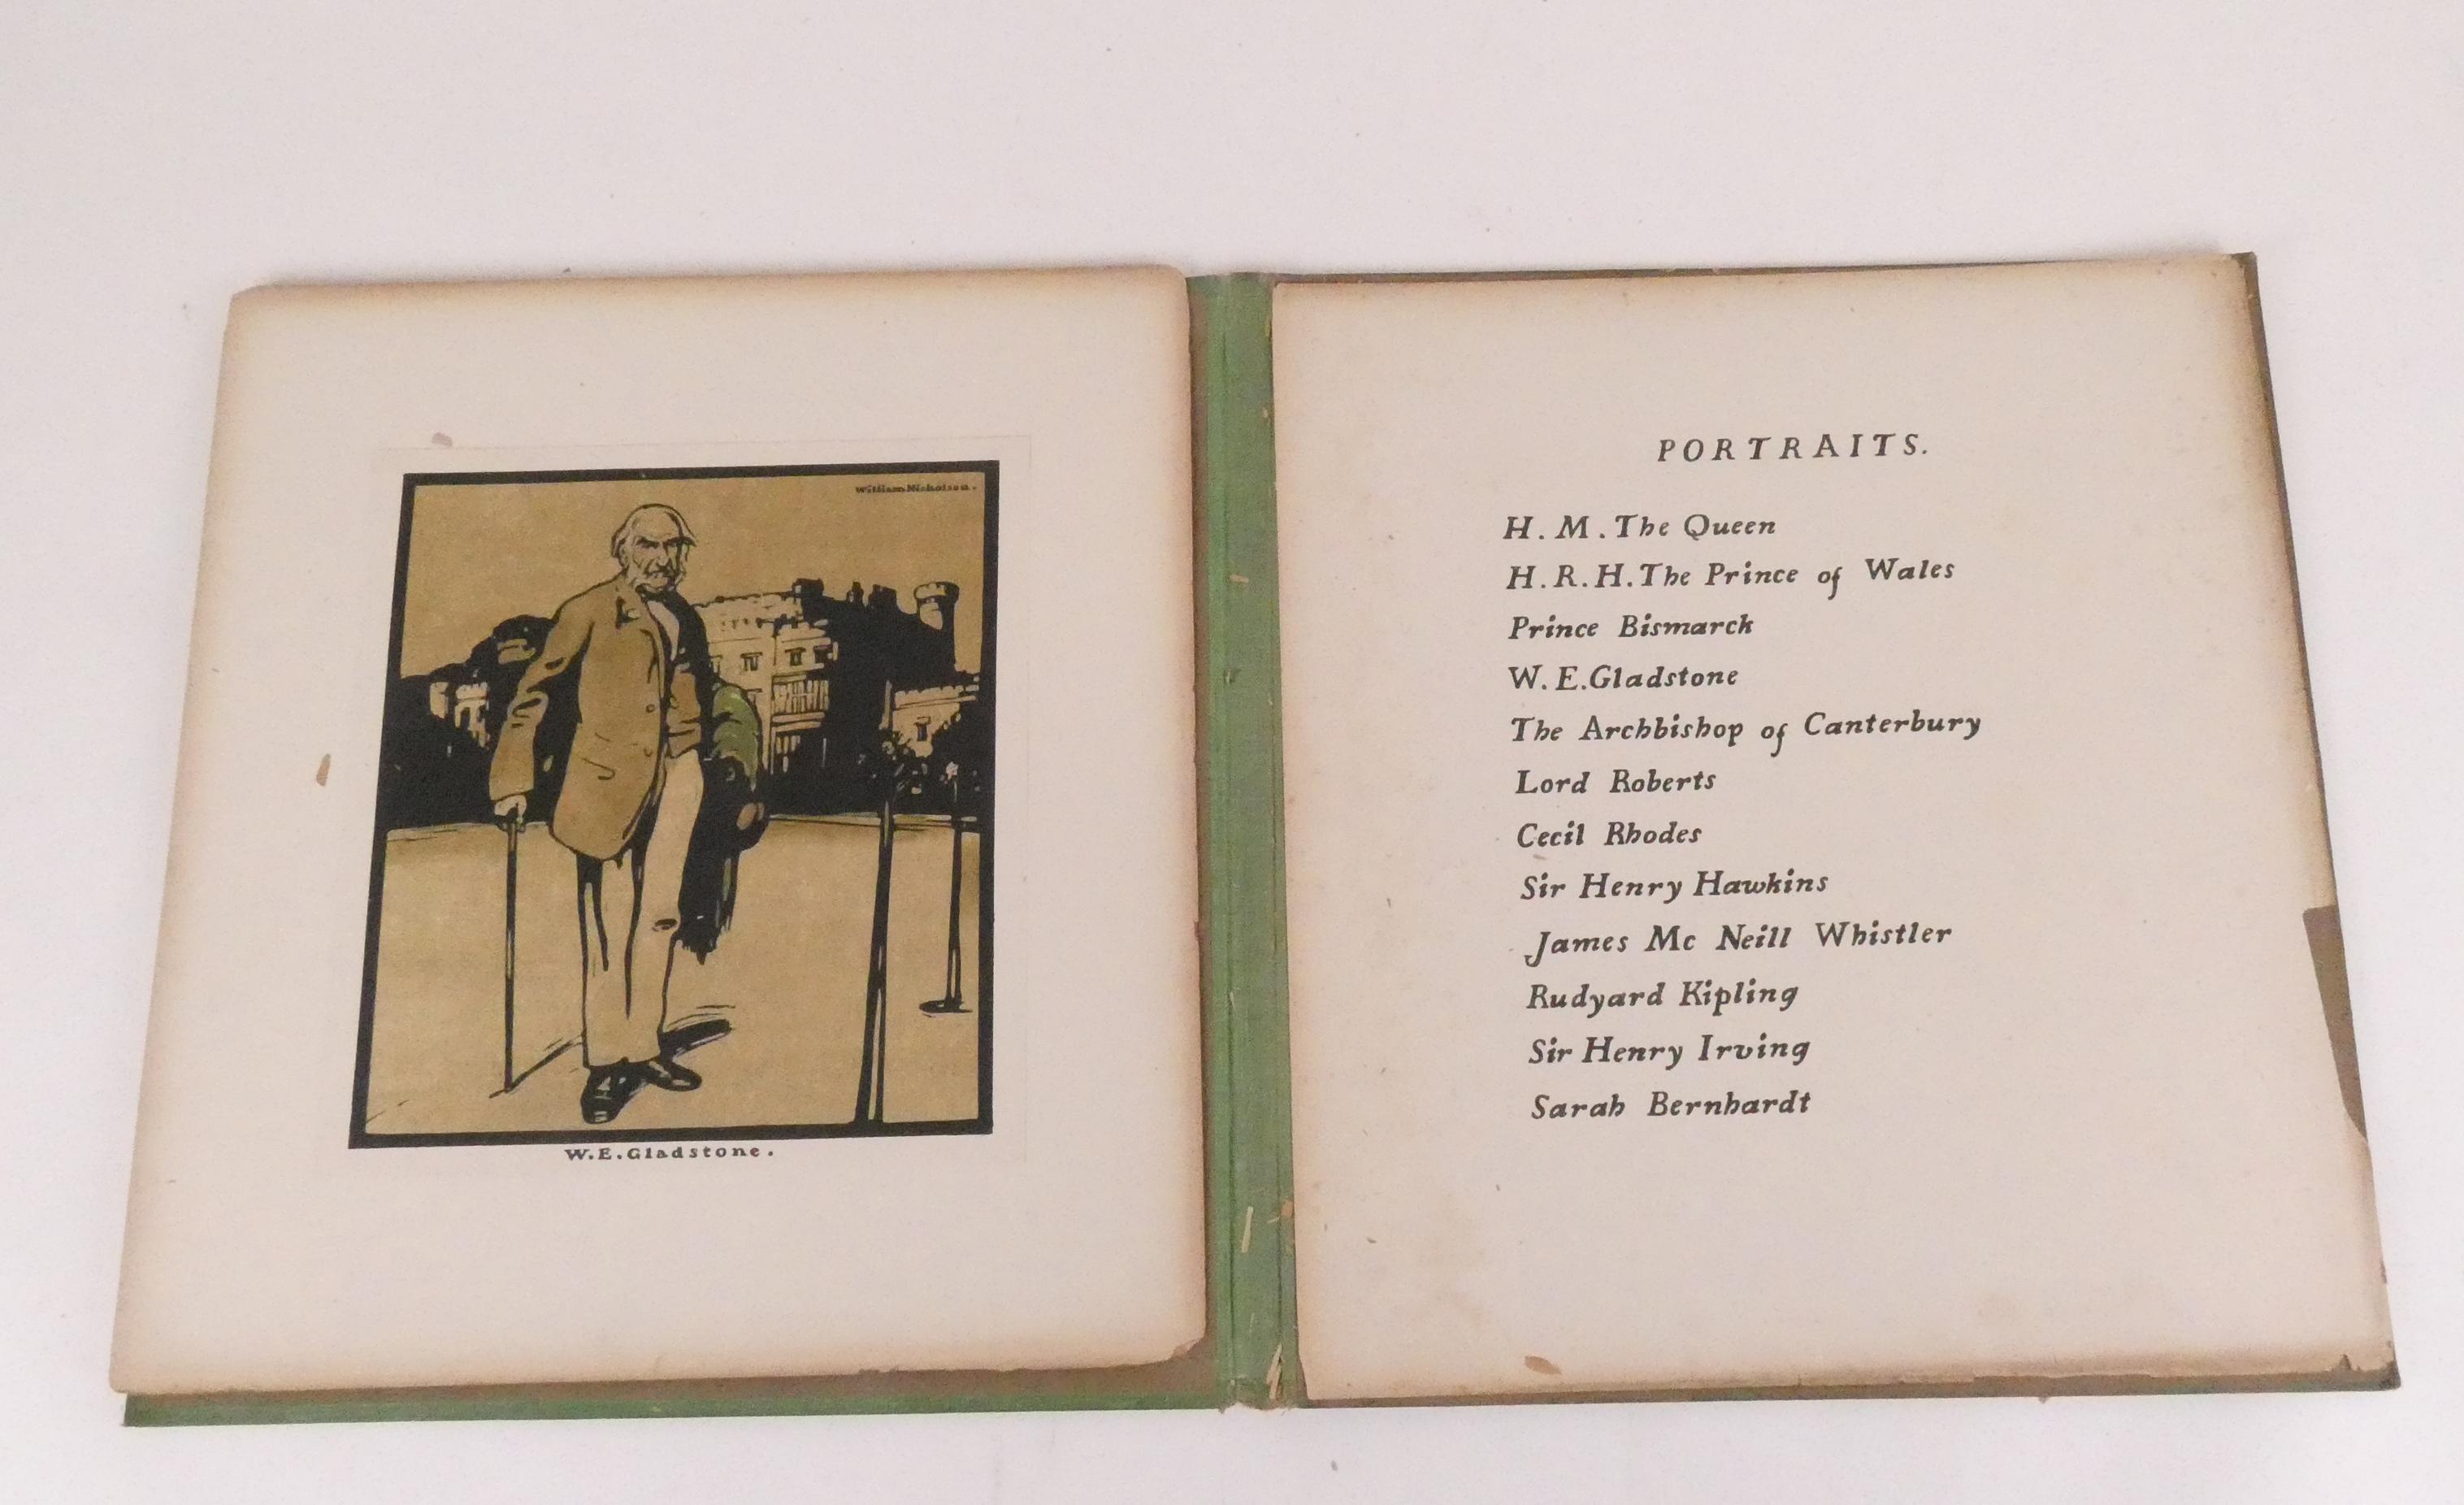 William Nicholson.
W.E.Gladstone.
PORTRAITS.
H.M.The Queen
H.R.H.The Prince of Wales
Prince Bismarck
W.E.Gladstone
The Archbishop of Canterbury
Lord Roberts
Cecil Rhodes
Sir Henry Hawkins
James Mc Neill Whistler
Rudyard Kipling
Sir Henry Irving
Sarah Bernhardt